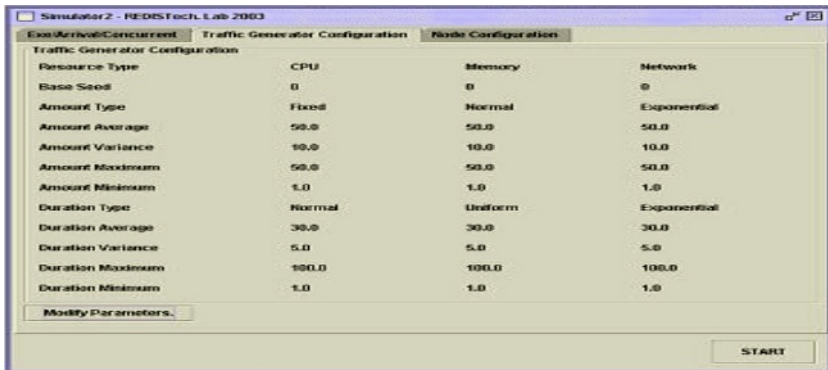 Simulator2 - REDISTech. Lab 2003
Exe/Arrival/Concurrent Traffic Generator Configuration Node Configuration
Traffic Generator Configuration
Resource Type CPU Memory Network
Base Seed 0 0 0
Amount Type Fixed Normal Exponential
Amount Average 50.0 50.0 50.0
Amount Variance 10.0 10.0 10.0
Amount Maximum 50.0 50.0 50.0
Amount Minimum 1.0 1.0 1.0
Duration Type Normal Uniform Exponential
Duration Average 30.0 30.0 30.0
Duration Variance 5.0 5.0 5.0
Duration Maximum 100.0 100.0 100.0
Duration Minimum 1.0 1.0 1.0
Modify Parameters.
START